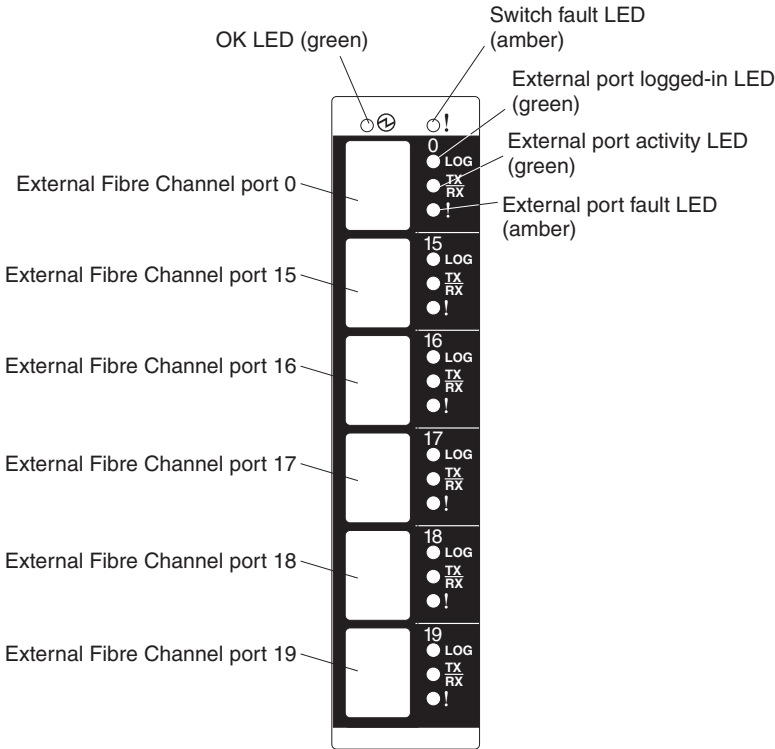 OK LED (green)
Switch fault LED
(amber)
External port logged-in LED
(green)
External port activity LED
(green)
External port fault LED
(amber)
!
External Fibre Channel port 0
0
LOG
TX
RX
!
External Fibre Channel port 15
15
LOG
TX
RX
!
External Fibre Channel port 16
16
LOG
TX
RX
!
External Fibre Channel port 17
17
LOG
TX
RX
!
External Fibre Channel port 18
18
LOG
TX
RX
!
External Fibre Channel port 19
19
LOG
TX
RX
!